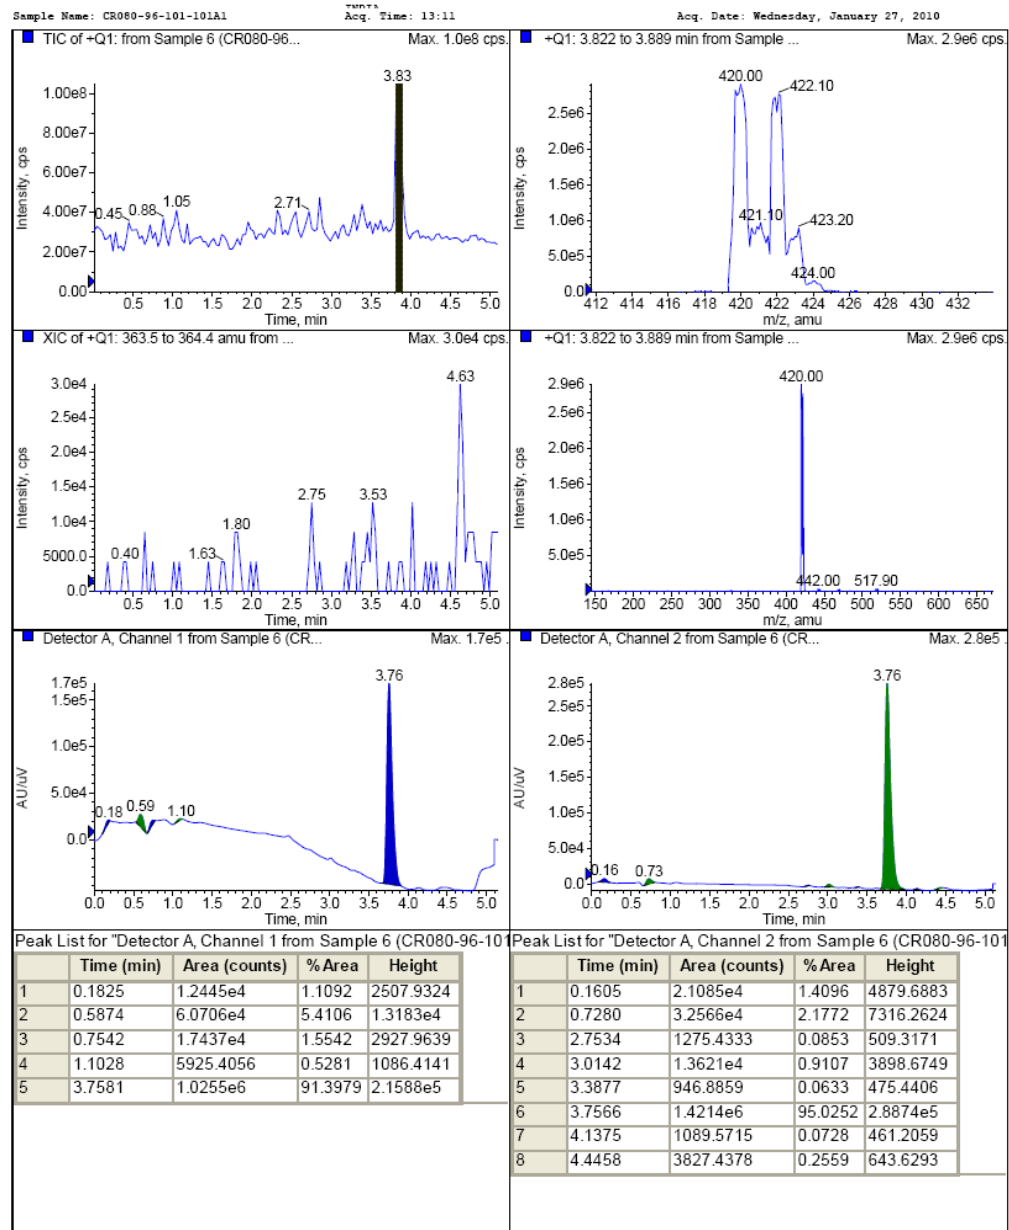 INDIA
Sample Name: CR080-96-101-101A1 Acq. Time: 13:11 Acq. Date: Wednesday, January 27, 2010
TIC of +Q1: from Sample 6 (CR080-96... Max. 1.0e8 cps.
3.83
1.00e8
8.00e7
6.00e7
4.00e7
2.00e7
0.00
Intensity, cps
0.45 0.88 1.05 2.71
0.5 1.0 1.5 2.0 2.5 3.0 3.5 4.0 4.5 5.0
Time, min
+Q1: 3.822 to 3.889 min from Sample ... Max. 2.9e6 cps.
420.00
422.10
2.5e6
2.0e6
1.5e6
1.0e6
5.0e5
0.0
Intensity, cps
421.10
423.20
424.00
412 414 416 418 420 422 424 426 428 430 432
m/z, amu
XIC of +Q1: 363.5 to 364.4 amu from ... Max. 3.0e4 cps.
4.63
3.0e4
2.5e4
2.0e4
1.5e4
1.0e4
5000.0
0.0
Intensity, cps
0.40 1.63 1.80 2.75 3.53
0.5 1.0 1.5 2.0 2.5 3.0 3.5 4.0 4.5 5.0
Time, min
+Q1: 3.822 to 3.889 min from Sample ... Max. 2.9e6 cps.
420.00
2.9e6
2.5e6
2.0e6
1.5e6
1.0e6
5.0e5
0.0
Intensity, cps
442.00 517.90
150 200 250 300 350 400 450 500 550 600 650
m/z, amu
Detector A, Channel 1 from Sample 6 (CR... Max. 1.7e5 .
3.76
1.7e5
1.5e5
1.0e5
5.0e4
0.0
AU/uV
0.18 0.59 1.10
0.0 0.5 1.0 1.5 2.0 2.5 3.0 3.5 4.0 4.5 5.0
Time, min
Detector A, Channel 2 from Sample 6 (CR... Max. 2.8e5 .
3.76
2.8e5
2.5e5
2.0e5
1.5e5
1.0e5
5.0e4
0.0
AU/uV
0.16 0.73
0.0 0.5 1.0 1.5 2.0 2.5 3.0 3.5 4.0 4.5 5.0
Time, min
Peak List for "Detector A, Channel 1 from Sample 6 (CR080-96-101
Time (min) Area (counts) %Area Height
1 0.1825 1.2445e4 1.1092 2507.9324
2 0.5874 6.0706e4 5.4106 1.3183e4
3 0.7542 1.7437e4 1.5542 2927.9639
4 1.1028 5925.4056 0.5281 1086.4141
5 3.7581 1.0255e6 91.3979 2.1588e5
Peak List for "Detector A, Channel 2 from Sample 6 (CR080-96-101
Time (min) Area (counts) %Area Height
1 0.1605 2.1085e4 1.4096 4879.6883
2 0.7280 3.2566e4 2.1772 7316.2624
3 2.7534 1275.4333 0.0853 509.3171
4 3.0142 1.3621e4 0.9107 3898.6749
5 3.3877 946.8859 0.0633 475.4406
6 3.7566 1.4214e6 95.0252 2.8874e5
7 4.1375 1089.5715 0.0728 461.2059
8 4.4458 3827.4378 0.2559 643.6293